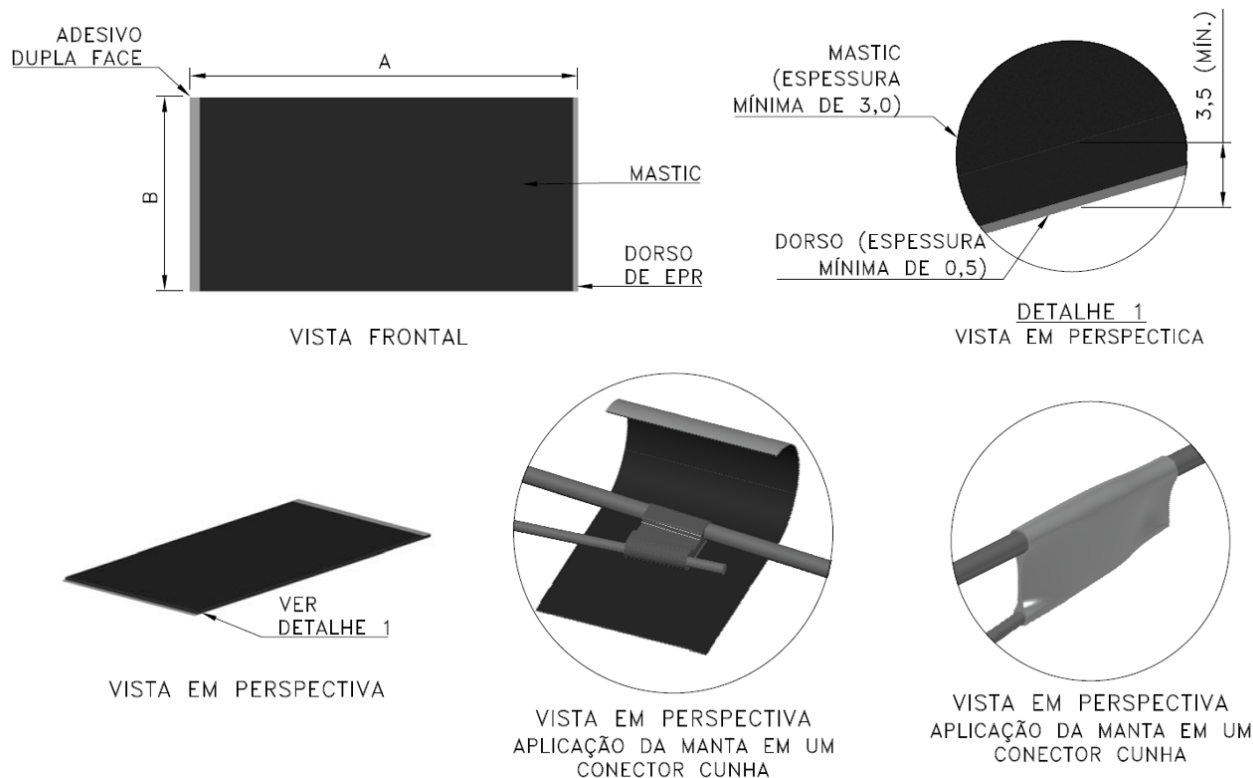 ADESIVO
DUPLA FACE
A
B
MASTIC
DORSO
DE EPR
VISTA FRONTAL
MASTIC
(ESPESSURA
MÍNIMA DE 3,0)
3,5 (MÍN.)
DORSO (ESPESSURA
MÍNIMA DE 0,5)
DETALHE 1
VISTA EM PERSPECTICA
VER
DETALHE 1
VISTA EM PERSPECTIVA
VISTA EM PERSPECTIVA
APLICAÇÃO DA MANTA EM UM
CONECTOR CUNHA
VISTA EM PERSPECTIVA
APLICAÇÃO DA MANTA EM UM
CONECTOR CUNHA